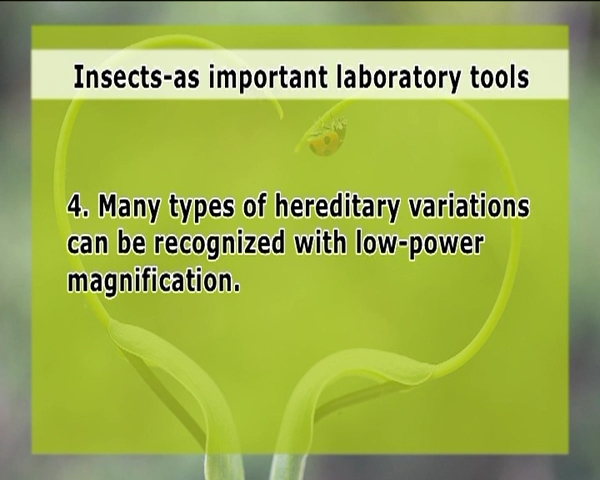 Insects-as important laboratory tools
4. Many types of hereditary variations
can be recognized with low-power
magnification.